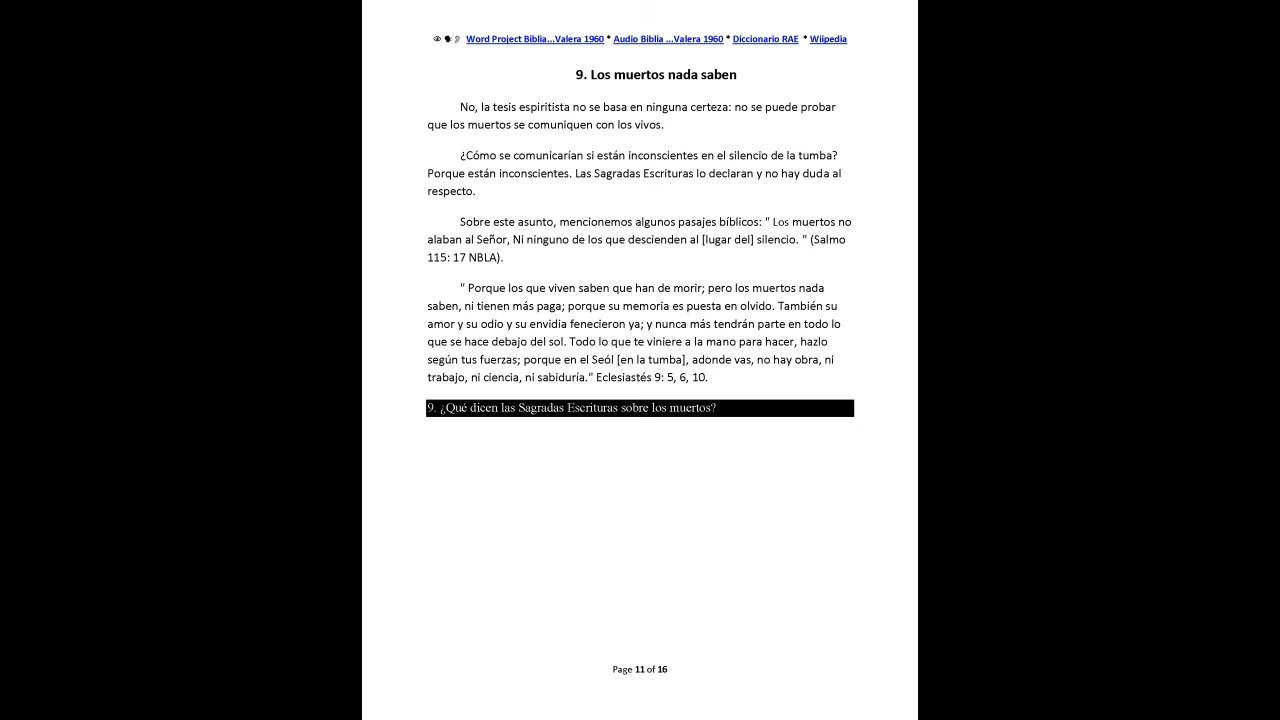 Word Project Biblia...Valera 1960 * Audio Biblia ...Valera 1960 * Diccionario RAE * Wiipedia
9. Los muertos nada saben
No, la tesis espiritista no se basa en ninguna certeza: no se puede probar
que los muertos se comuniquen con los vivos.
¿Cómo se comunicarían si están inconscientes en el silencio de la tumba?
Porque están inconscientes. Las Sagradas Escrituras lo declaran y no hay duda al
respecto.
Sobre este asunto, mencionemos algunos pasajes bíblicos: " Los muertos no
alaban al Señor, Ni ninguno de los que descienden al [lugar del] silencio. " (Salmo
115: 17 NBLA).
" Porque los que viven saben que han de morir; pero los muertos nada
saben, ni tienen más paga; porque su memoria es puesta en olvido. También su
amor y su odio y su envidia fenecieron ya; y nunca más tendrán parte en todo lo
que se hace debajo del sol. Todo lo que te viniere a la mano para hacer, hazlo
según tus fuerzas; porque en el Seól [en la tumba], adonde vas, no hay obra, ni
trabajo, ni ciencia, ni sabiduría." Eclesiastés 9: 5, 6, 10.
9. ¿Qué dicen las Sagradas Escrituras sobre los muertos?
Page 11 of 16